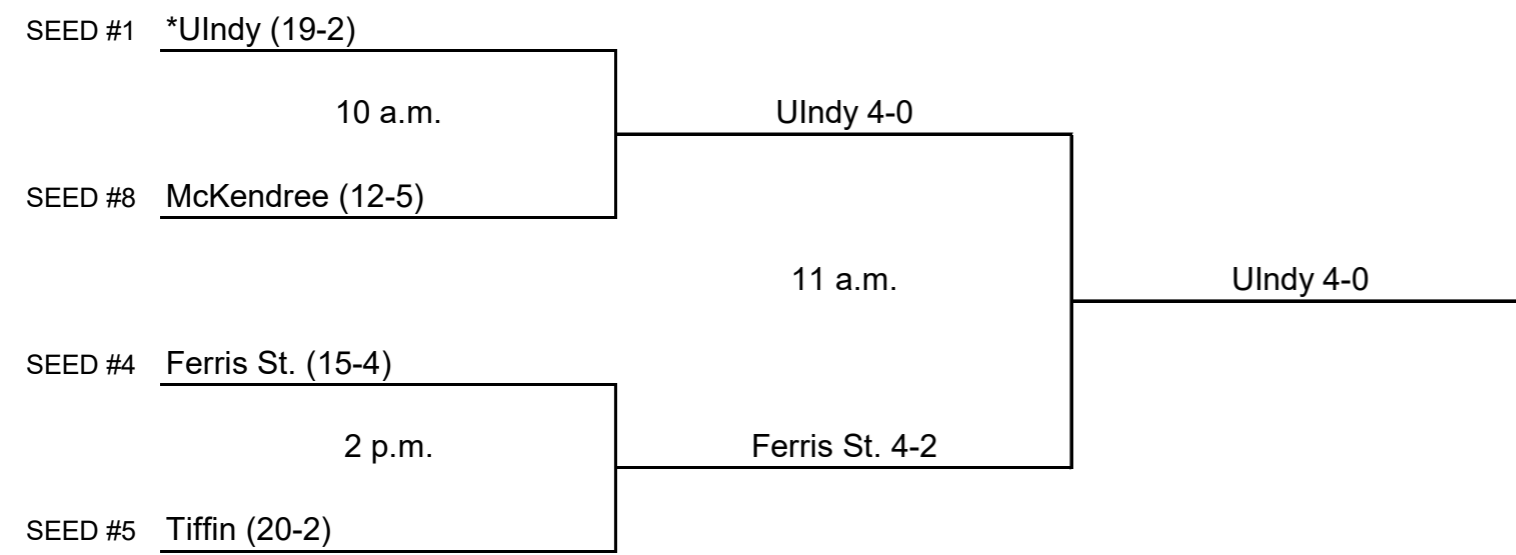 SEED #1 *UIndy (19-2)
10 a.m.
UIndy 4-0
SEED #8 McKendree (12-5)
11 a.m.
UIndy 4-0
SEED #4 Ferris St. (15-4)
2 p.m.
Ferris St. 4-2
SEED #5 Tiffin (20-2)